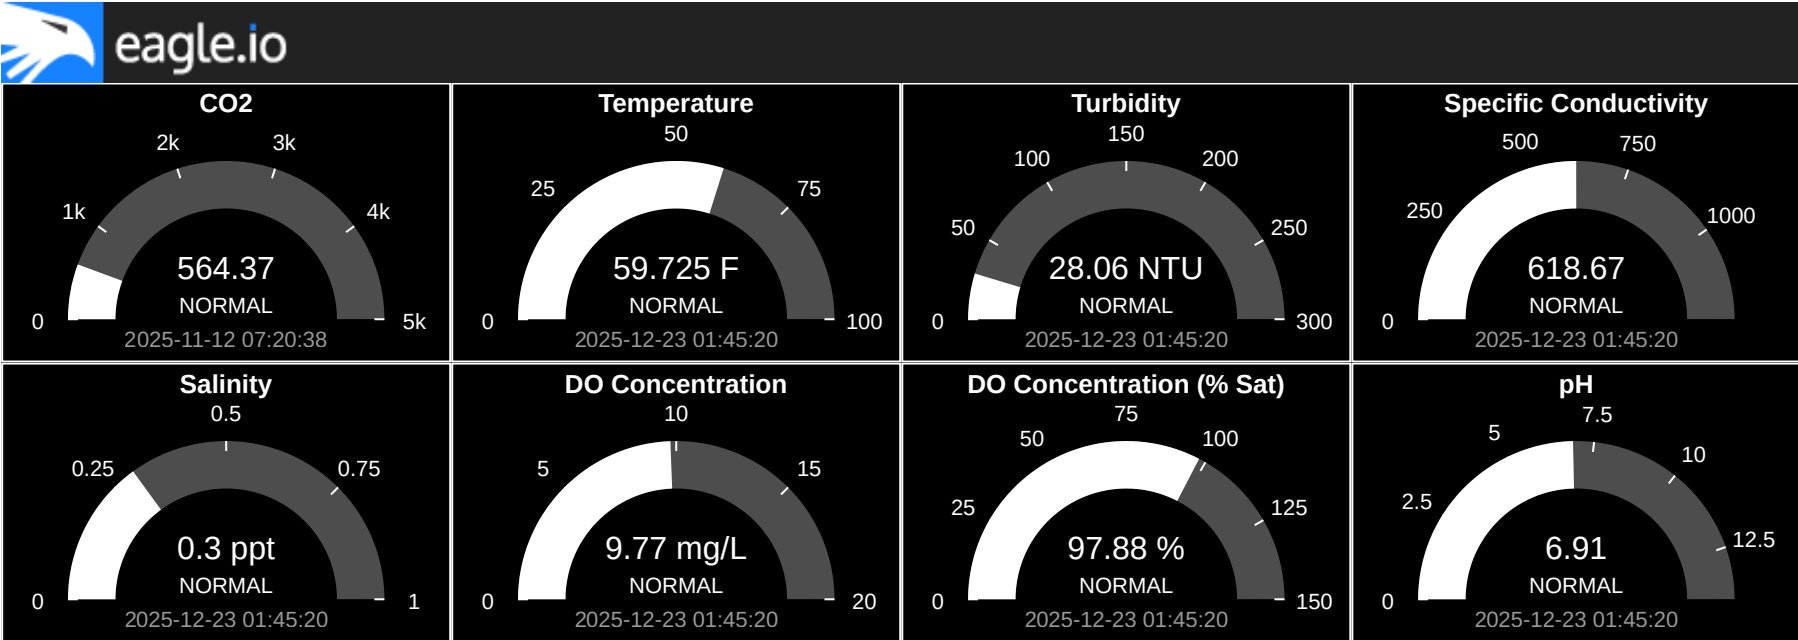 eagle.io
CO2
0
1k
2k
3k
4k
5k
564.37
NORMAL
2025-11-12 07:20:38
Temperature
0
25
50
75
100
59.725 F
NORMAL
2025-12-23 01:45:20
Turbidity
0
50
100
150
200
250
300
28.06 NTU
NORMAL
2025-12-23 01:45:20
Specific Conductivity
0
250
500
750
1000
618.67
NORMAL
2025-12-23 01:45:20
Salinity
0
0.25
0.5
0.75
1
0.3 ppt
NORMAL
2025-12-23 01:45:20
DO Concentration
0
5
10
15
20
9.77 mg/L
NORMAL
2025-12-23 01:45:20
DO Concentration (% Sat)
0
25
50
75
100
125
150
97.88 %
NORMAL
2025-12-23 01:45:20
pH
0
2.5
5
7.5
10
12.5
6.91
NORMAL
2025-12-23 01:45:20